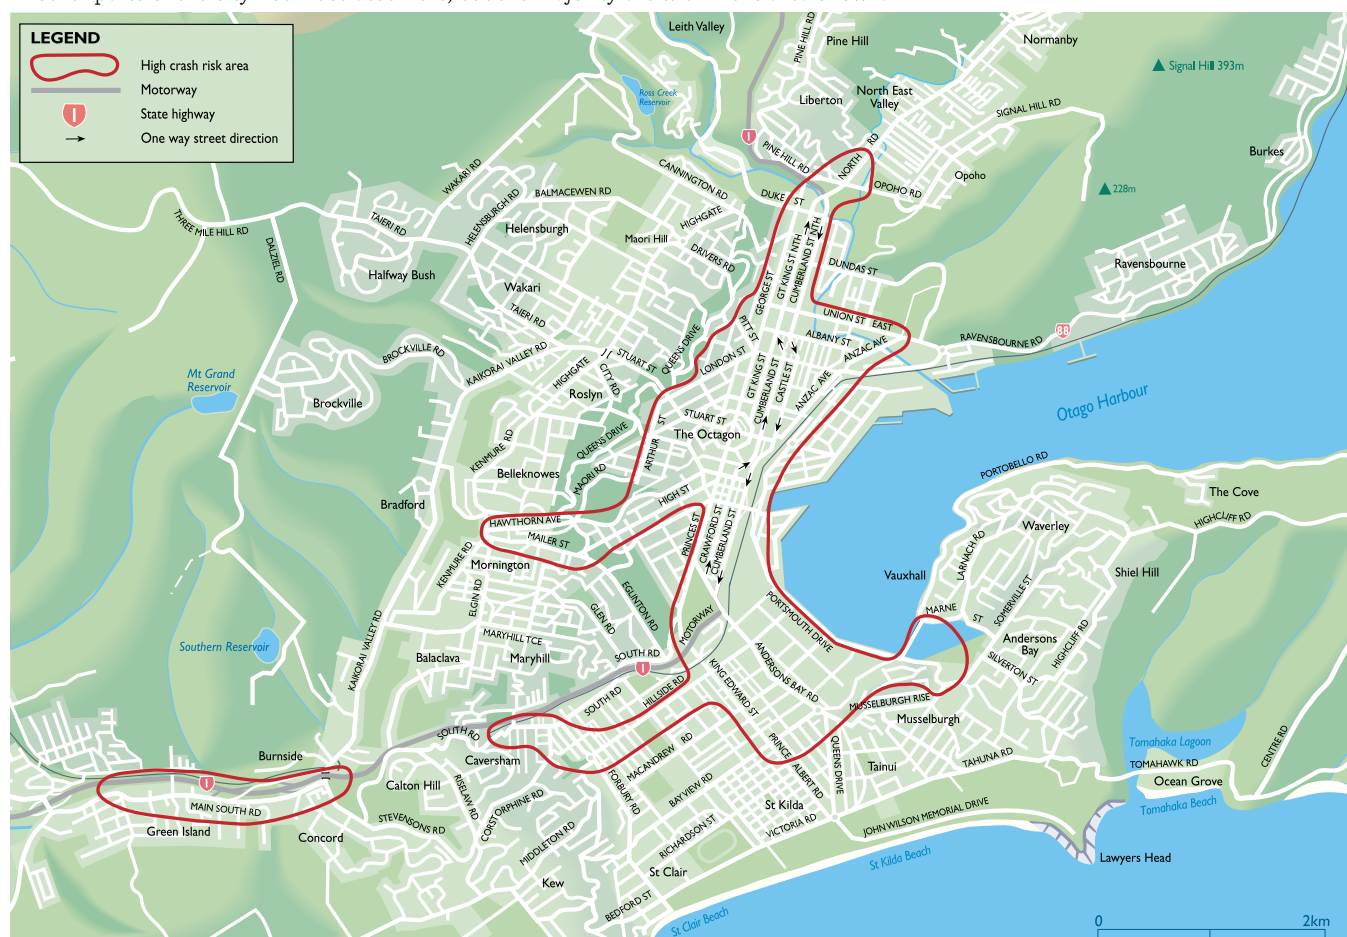 LEGEND
High crash risk area
Motorway
1
State highway
One way street direction
Leith Valley
PINE HILL RD
Pine Hill
Normanby
Signal Hill 393m
Ross Creek
Reservoir
Liberton
North East
Valley
SIGNAL HILL RD
1
PINE HILL RD
NORTH RD
Burkes
WAKARI RD
CANNINGTON RD
Opoho
OPOHO RD
228m
HELENSBURGH RD
BALMACEWEN RD
DUKE ST
THREE MILE HILL RD
TAIERI RD
Helensburgh
HIGHGATE
Maori Hill
DALZIEL RD
DRIVERS RD
GT KING ST NTH
CUMBERLAND ST NTH
DUNDAS ST
Ravensbourne
Halfway Bush
Wakari
GEORGE ST
TAIERI RD
PITT ST
UNION ST EAST
88
QUEENS DRIVE
ALBANY ST
ANZAC AVE
RAVENSBOURNE RD
BROCKVILLE RD
KAIKORAI VALLEY RD
STUART ST
LONDON ST
Mt Grand
Reservoir
HIGHGATE
CITY RD
GT KING ST
CUMBERLAND ST
CASTLE ST
ANZAC AVE
Otago Harbour
Brockville
Roslyn
STUART ST
The Octagon
ARTHUR ST
KENMURE RD
QUEENS DRIVE
Belleknowes
MAORI RD
PORTOBELLO RD
The Cove
Bradford
HIGH ST
HAWTHORN AVE
PRINCES ST
CRAWFORD ST
CUMBERLAND ST
Waverley
HIGHCLIFF RD
MAILER ST
LARNACH RD
KENMURE RD
Mornington
Vauxhall
Shiel Hill
ELGIN RD
GLEN RD
EGLINTON RD
PORTSMOUTH DRIVE
SOMERVILLE ST
MARNE ST
MOTORWAY
Andersons
Bay
HIGHCLIFF RD
MARYHILL TCE
Southern Reservoir
KAIKORAI VALLEY RD
Balaclava
Maryhill
SOUTH RD
1
ANDERSONS BAY RD
SILVERTON ST
KING EDWARD ST
HILLSIDE RD
SOUTH RD
MUSSELBURGH RISE
Musselburgh
SOUTH RD
Burnside
Caversham
MACANDREW RD
PRINCE ALBERT RD
QUEENS DRIVE
Tomahaka Lagoon
CENTRE RD
1
Calton Hill
RISELAW RD
FORBURY RD
Tainui
TAHUNA RD
TOMAHAWK RD
Ocean Grove
MAIN SOUTH RD
BAYVIEW RD
CORSTORPHINE RD
St Kilda
Tomahaka Beach
Green Island
STEVENSONS RD
VICTORIA RD
JOHN WILSON MEMORIAL DRIVE
Concord
MIDDLETON RD
RICHARDSON ST
St Kilda Beach
Lawyers Head
St Clair
Kew
BEDFORD ST
St Clair Beach
0 2km